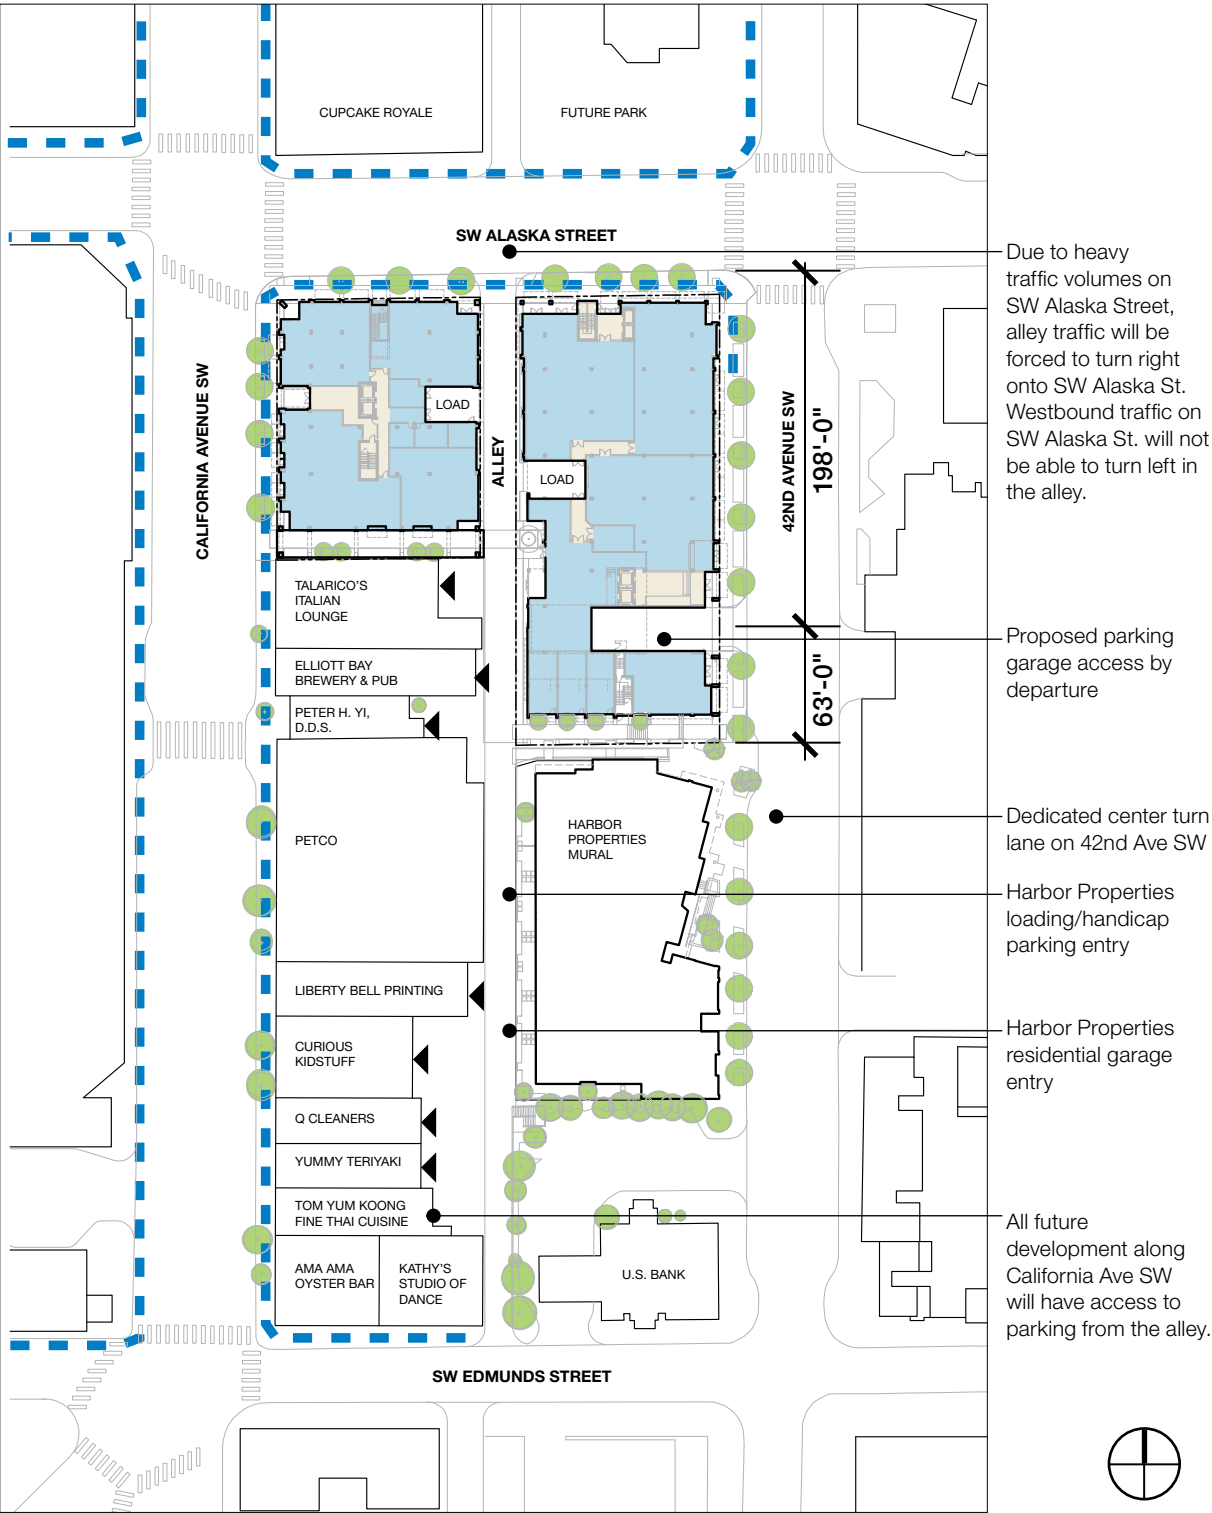 CUPCAKE ROYALE
FUTURE PARK
SW ALASKA STREET
Due to heavy
traffic volumes on
SW Alaska Street,
alley traffic will be
forced to turn right
onto SW Alaska St.
Westbound traffic on
SW Alaska St. will not
be able to turn left in
the alley.
CALIFORNIA AVENUE SW
LOAD
ALLEY
LOAD
42ND AVENUE SW
198'-0"
TALARICO'S
ITALIAN
LOUNGE
Proposed parking
garage access by
departure
ELLIOTT BAY
BREWERY & PUB
63'-0"
PETER H. YI,
D.D.S.
PETCO
HARBOR
PROPERTIES
MURAL
Dedicated center turn
lane on 42nd Ave SW
Harbor Properties
loading/handicap
parking entry
LIBERTY BELL PRINTING
Harbor Properties
residential garage
entry
CURIOUS
KIDSTUFF
Q CLEANERS
YUMMY TERIYAKI
TOM YUM KOONG
FINE THAI CUISINE
All future
development along
California Ave SW
will have access to
parking from the alley.
AMA AMA
OYSTER BAR
KATHY'S
STUDIO OF
DANCE
U.S. BANK
SW EDMUNDS STREET